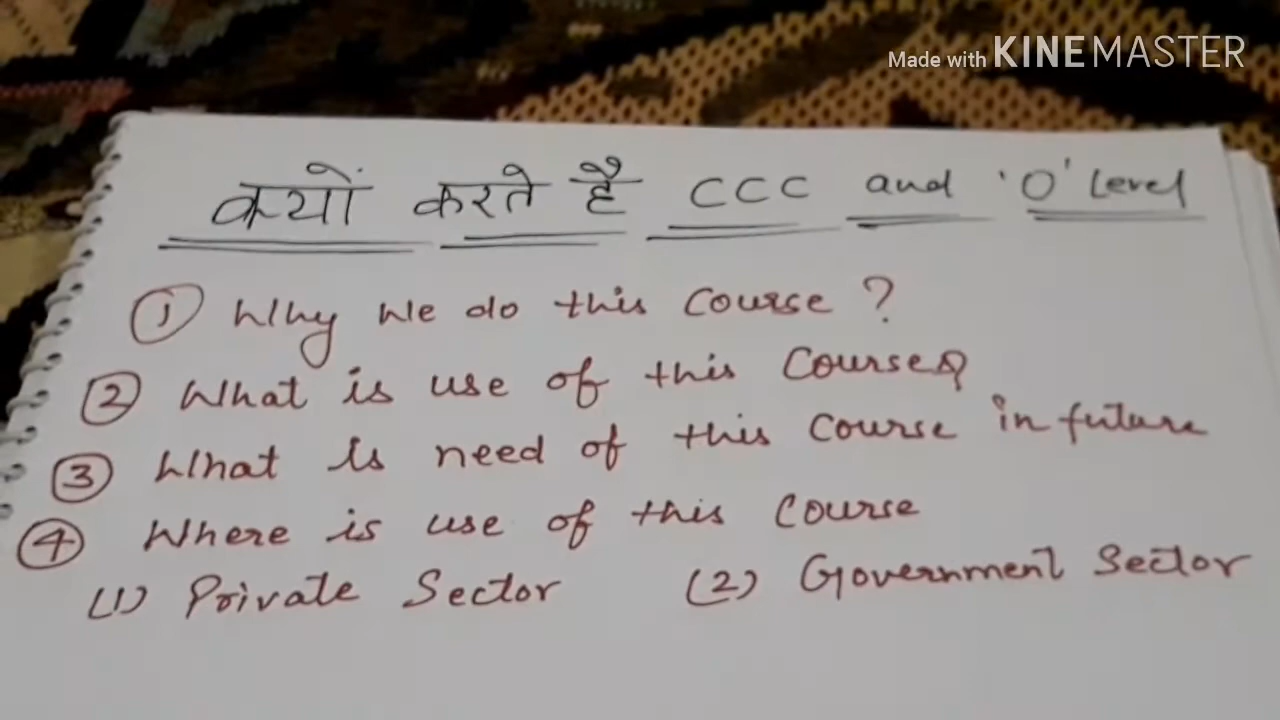 Made with KINEMASTER
क्यों करते है CCC and 'O' Level
① Why We do this Course ?
② What is use of this Course?
③ What is need of this Course in future
④ Where is use of this Course
(1) Private Sector (2) Government Sector